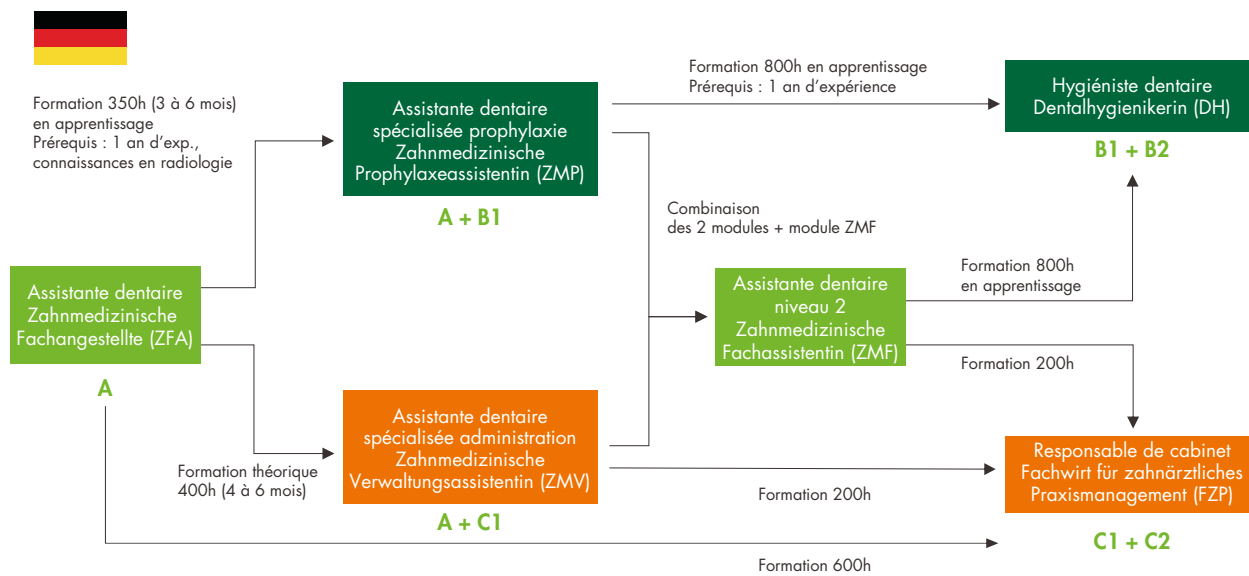 Formation 350h (3 à 6 mois)
en apprentissage
Prérequis : 1 an d’exp.,
connaissances en radiologie
Assistante dentaire
spécialisée prophylaxie
Zahnmedizinische
Prophylaxeassistentin (ZMP)
A + B1
Formation 800h en apprentissage
Prérequis : 1 an d’expérience
Hygiéniste dentaire
Dentalhygienikerin (DH)
B1 + B2
Combinaison
des 2 modules + module ZMF
Assistante dentaire
Zahnmedizinische
Fachangestellte (ZFA)
A
Assistante dentaire
niveau 2
Zahnmedizinische
Fachassistentin (ZMF)
Formation 800h
en apprentissage
Formation 200h
Formation théorique
400h (4 à 6 mois)
Assistante dentaire
spécialisée administration
Zahnmedizinische
Verwaltungsassistentin (ZMV)
A + C1
Formation 200h
Responsable de cabinet
Fachwirt für zahnärztliches
Praxismanagement (FZP)
C1 + C2
Formation 600h